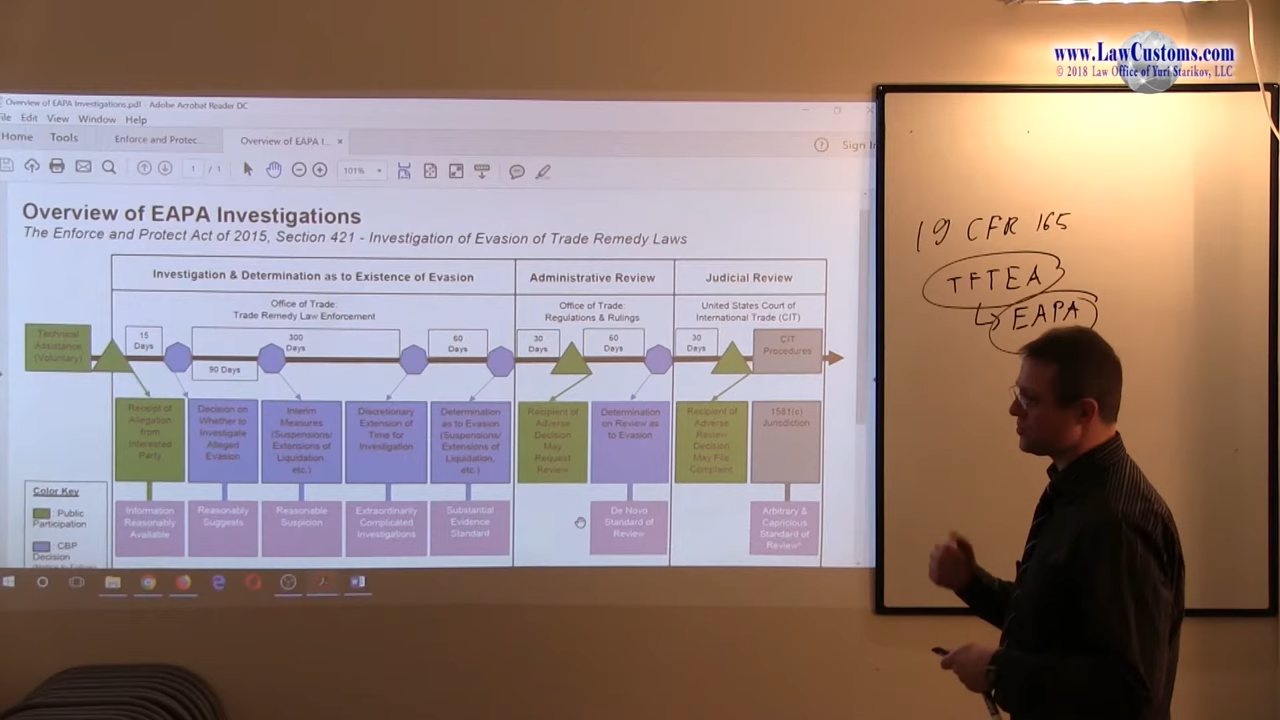 www.LawCustoms.com
© 2018 Law Office of Yuri Starikov, LLC
Overview of EAPA Investigations.pdf - Adobe Acrobat Reader DC
File Edit View Window Help
Home Tools Enforce and Protec... Overview of EAPA I... × ? Sign In
1 / 1 101%
Overview of EAPA Investigations
The Enforce and Protect Act of 2015, Section 421 - Investigation of Evasion of Trade Remedy Laws
Investigation & Determination as to Existence of Evasion
Administrative Review
Judicial Review
Office of Trade:
Trade Remedy Law Enforcement
Office of Trade:
Regulations & Rulings
United States Court of
International Trade (CIT)
Technical
Assistance
(Voluntary)
15
Days
300
Days
90 Days
60
Days
30
Days
60
Days
30
Days
CIT
Procedures
Receipt of
Allegation
from
Interested
Party
Decision on
Whether to
Investigate
Alleged
Evasion
Interim
Measures
(Suspensions/
Extensions of
Liquidation,
etc.)
Discretionary
Extension of
Time for
Investigation
Determination
as to Evasion
(Suspensions/
Extensions of
Liquidation,
etc.)
Recipient of
Adverse
Decision
May
Request
Review
Determination
on Review as
to Evasion
Recipient of
Adverse
Review
Decision
May File
Complaint
1581(c)
Jurisdiction
Information
Reasonably
Available
Reasonably
Suggests
Reasonable
Suspicion
Extraordinarily
Complicated
Investigations
Substantial
Evidence
Standard
De Novo
Standard of
Review
Arbitrary &
Capricious
Standard of
Review^
Color Key
: Public
Participation
: CBP
Decision
19 CFR 165
TFTEA
EAPA